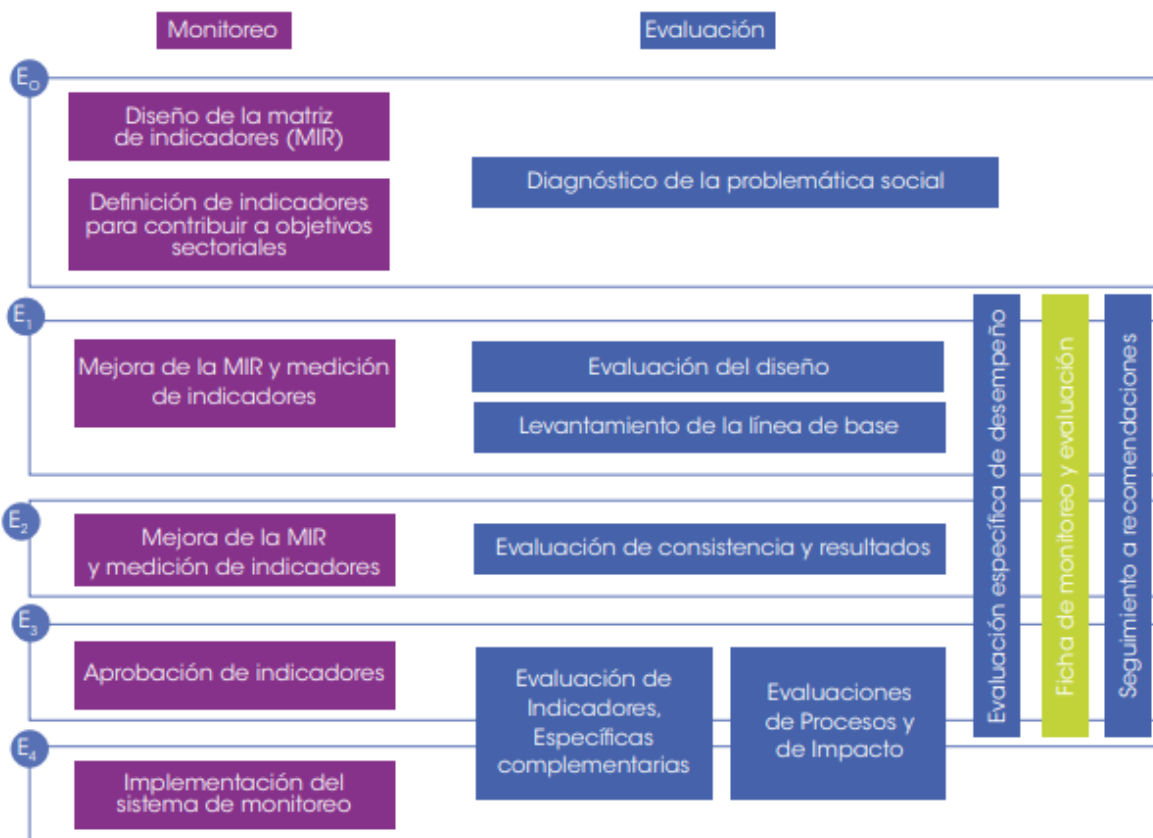 Monitoreo
Evaluación
E0
Diseño de la matriz
de indicadores (MIR)
Definición de indicadores
para contribuir a objetivos
sectoriales
Diagnóstico de la problemática social
E1
Mejora de la MIR y medición
de indicadores
Evaluación del diseño
Levantamiento de la línea de base
E2
Mejora de la MIR
y medición de indicadores
Evaluación de consistencia y resultados
E3
Aprobación de indicadores
Evaluación de
Indicadores,
Específicas
complementarias
Evaluaciones
de Procesos y
de Impacto
E4
Implementación del
sistema de monitoreo
Evaluación específica de desempeño
Ficha de monitoreo y evaluación
Seguimiento a recomendaciones